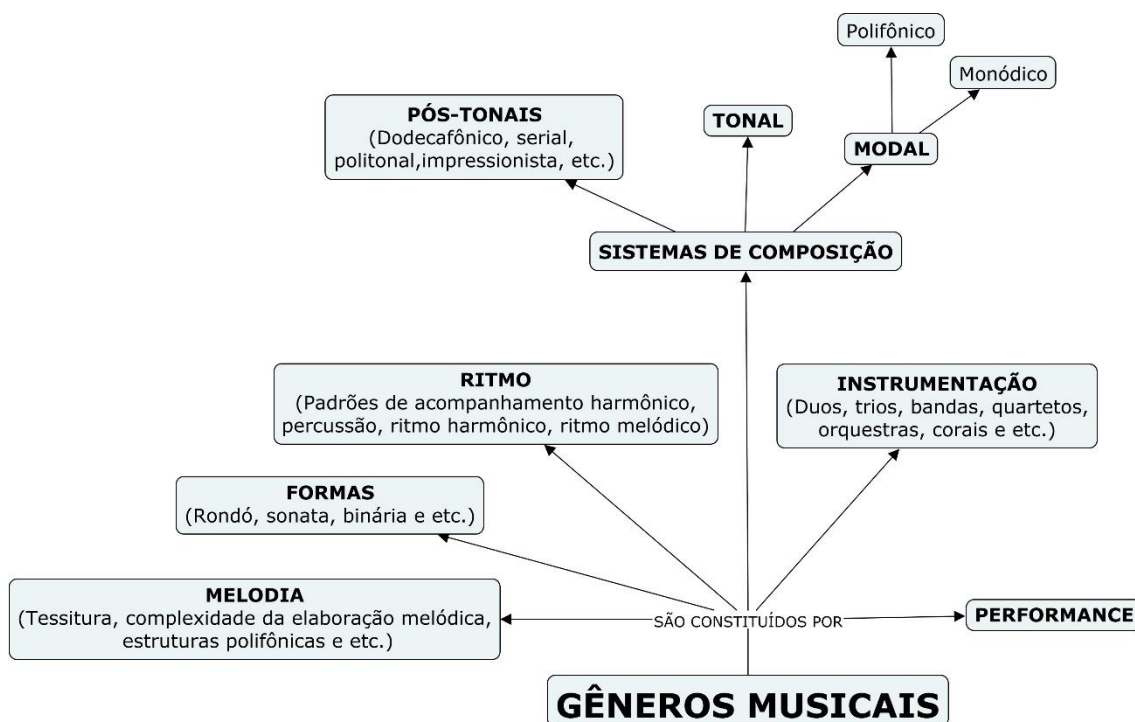 Polifônico
Monódico
PÓS-TONAIS
(Dodecafônico, serial,
politonal,impressionista, etc.)
TONAL
MODAL
SISTEMAS DE COMPOSIÇÃO
RITMO
(Padrões de acompanhamento harmônico,
percussão, ritmo harmônico, ritmo melódico)
INSTRUMENTAÇÃO
(Duos, trios, bandas, quartetos,
orquestras, corais e etc.)
FORMAS
(Rondó, sonata, binária e etc.)
MELODIA
(Tessitura, complexidade da elaboração melódica,
estruturas polifônicas e etc.)
SÃO CONSTITUÍDOS POR
PERFORMANCE
GÊNEROS MUSICAIS